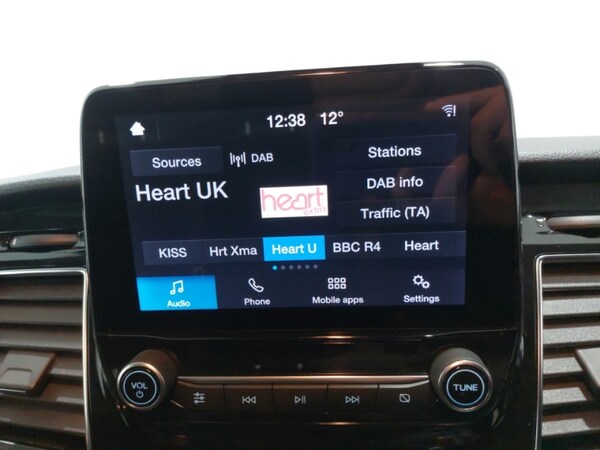 12:38 12°
Sources DAB Stations
Heart UK heart extra DAB info
Traffic (TA)
KISS Hrt Xma Heart U BBC R4 Heart
Audio Phone Mobile apps Settings
VOL TUNE